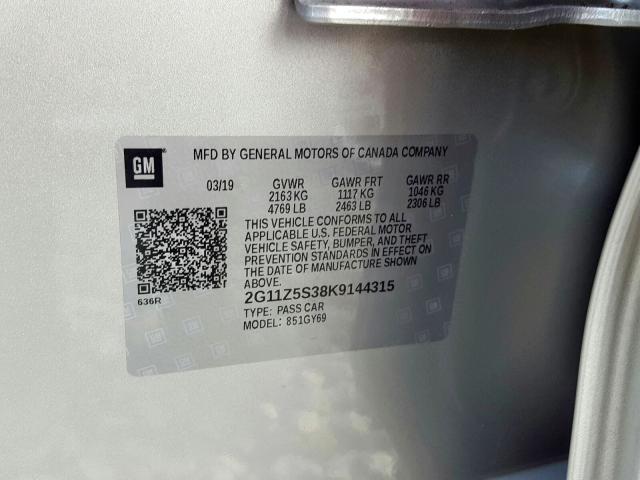 GM
MFD BY GENERAL MOTORS OF CANADA COMPANY
03/19 GVWR GAWR FRT GAWR RR
2163 KG 1117 KG 1046 KG
4769 LB 2463 LB 2306 LB
THIS VEHICLE CONFORMS TO ALL
APPLICABLE U.S. FEDERAL MOTOR
VEHICLE SAFETY, BUMPER, AND THEFT
PREVENTION STANDARDS IN EFFECT ON
THE DATE OF MANUFACTURE SHOWN
ABOVE.
636R
2G11Z5S38K9144315
TYPE: PASS CAR
MODEL: 851GY69